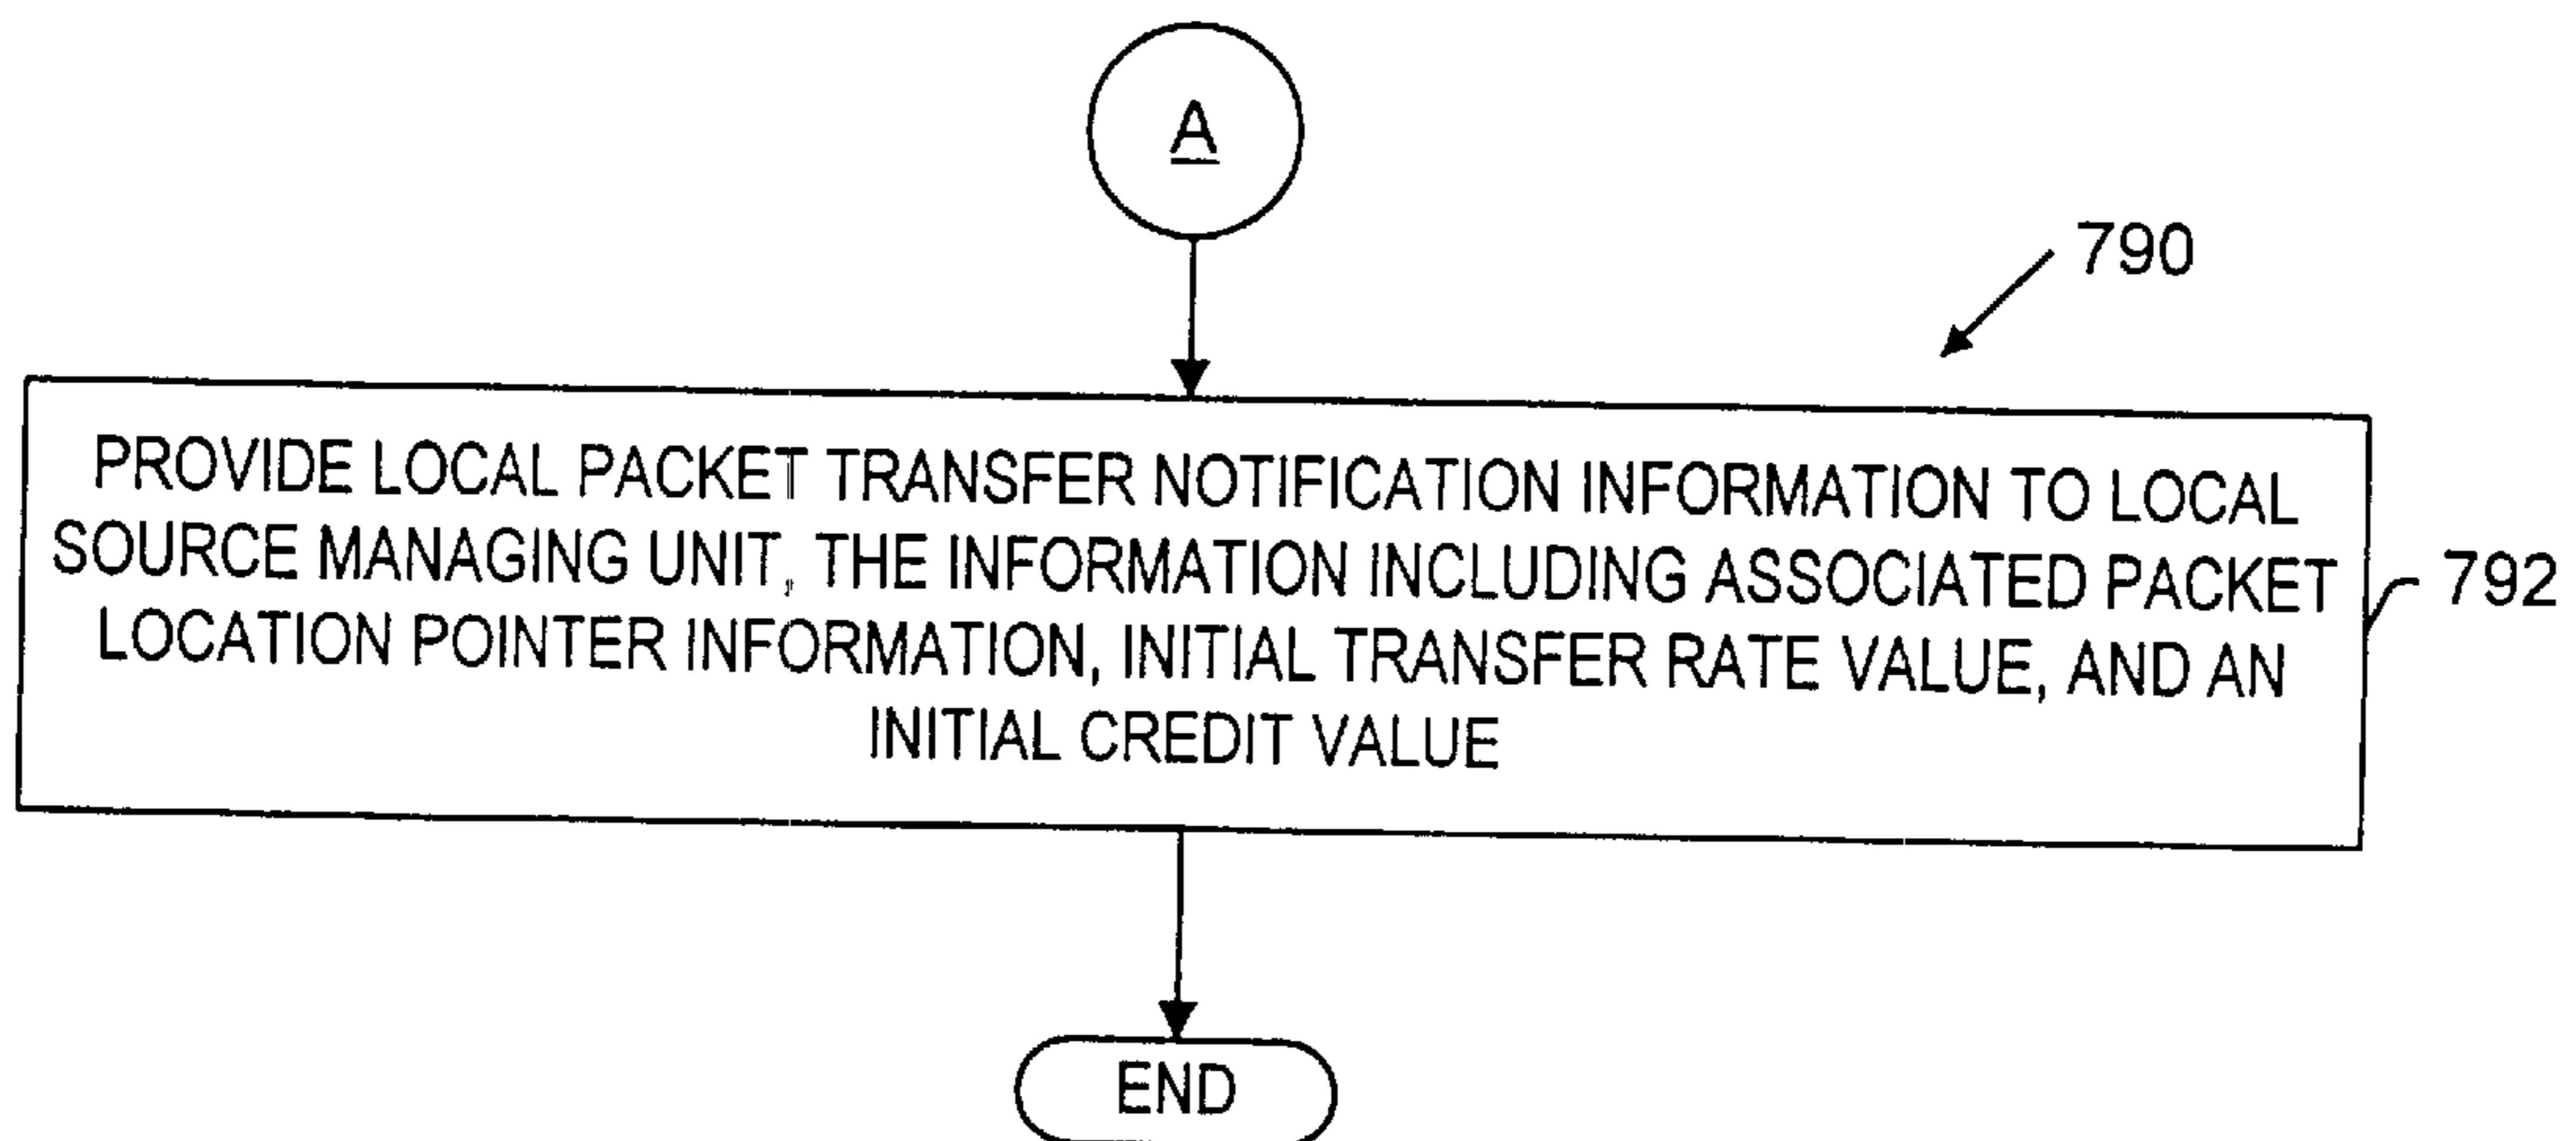 A
790
PROVIDE LOCAL PACKET TRANSFER NOTIFICATION INFORMATION TO LOCAL
SOURCE MANAGING UNIT, THE INFORMATION INCLUDING ASSOCIATED PACKET
LOCATION POINTER INFORMATION, INITIAL TRANSFER RATE VALUE, AND AN
INITIAL CREDIT VALUE
792
END